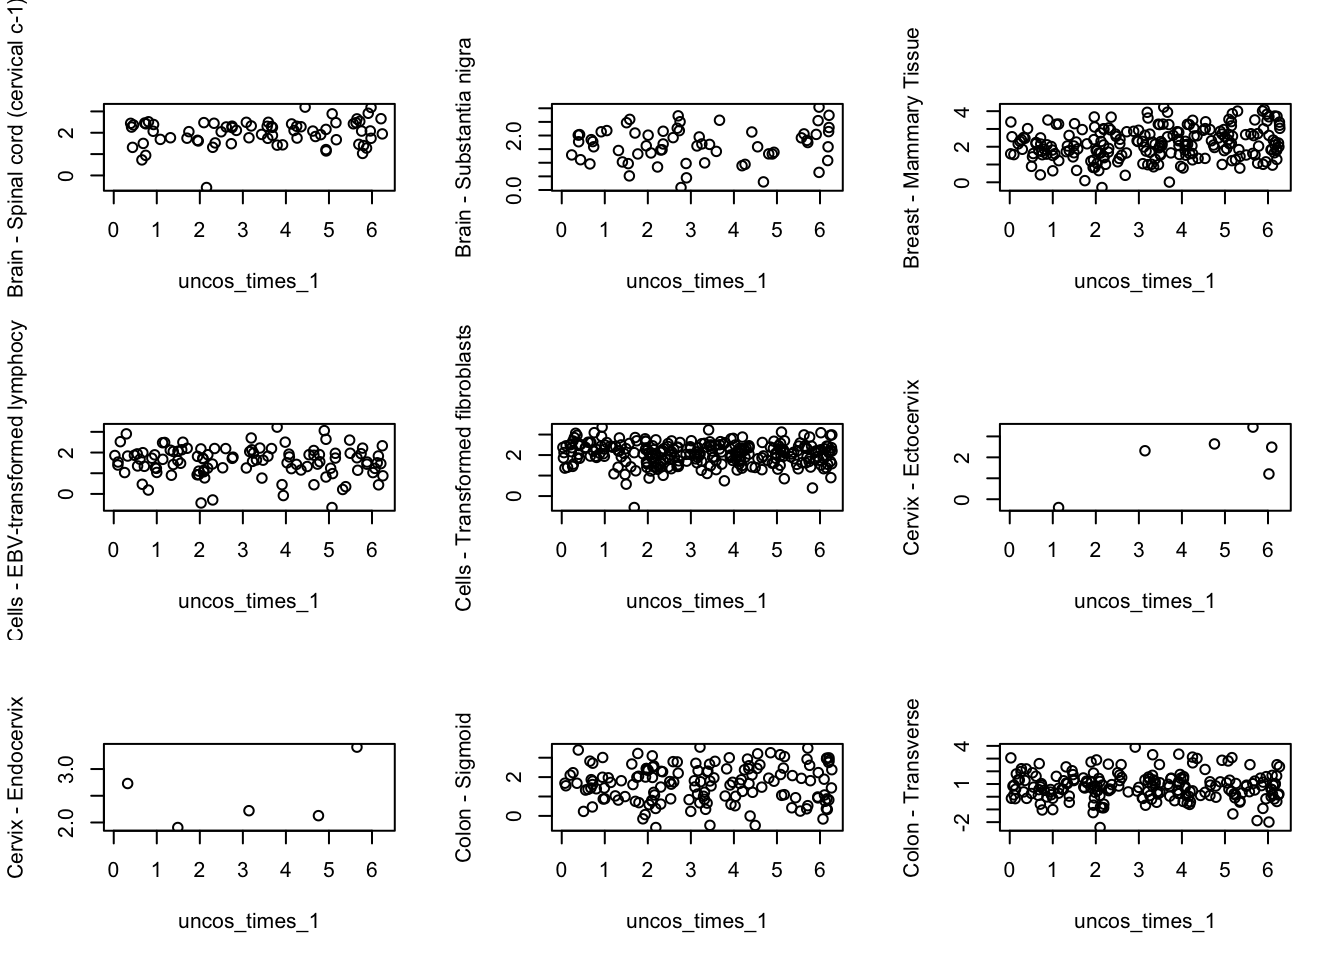 Brain - Spinal cord (cervical c-1)
0 2
0 1 2 3 4 5 6
uncos_times_1
Brain - Substantia nigra
0.0 2.0
0 1 2 3 4 5 6
uncos_times_1
Breast - Mammary Tissue
0 2 4
0 1 2 3 4 5 6
uncos_times_1
Cells - EBV-transformed lymphocy
0 2
0 1 2 3 4 5 6
uncos_times_1
Cells - Transformed fibroblasts
0 2
0 1 2 3 4 5 6
uncos_times_1
Cervix - Ectocervix
0 2
0 1 2 3 4 5 6
uncos_times_1
Cervix - Endocervix
2.0 3.0
0 1 2 3 4 5 6
uncos_times_1
Colon - Sigmoid
0 2
0 1 2 3 4 5 6
uncos_times_1
Colon - Transverse
-2 1 4
0 1 2 3 4 5 6
uncos_times_1